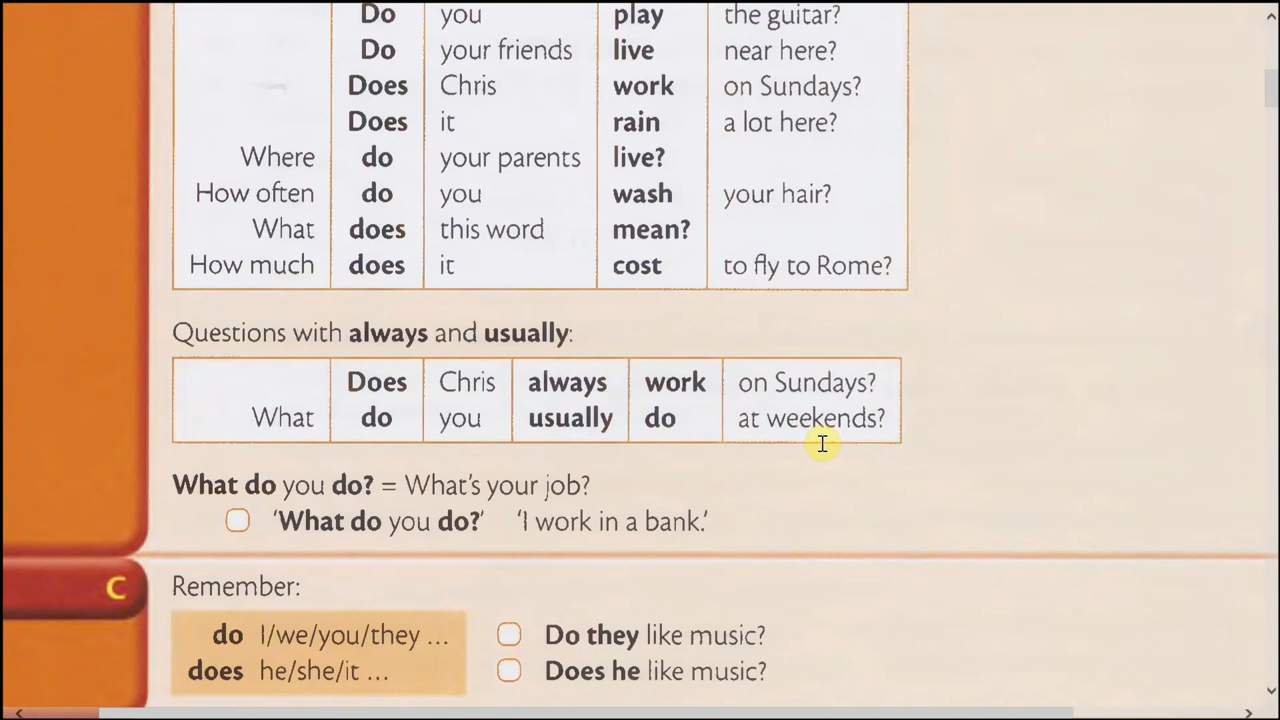 Do you play the guitar?
Do your friends live near here?
Does Chris work on Sundays?
Does it rain a lot here?
Where do your parents live?
How often do you wash your hair?
What does this word mean?
How much does it cost to fly to Rome?
Questions with always and usually:
Does Chris always work on Sundays?
What do you usually do at weekends?
What do you do? = What's your job?
'What do you do?' 'I work in a bank.'
C Remember:
do I/we/you/they ... Do they like music?
does he/she/it ... Does he like music?